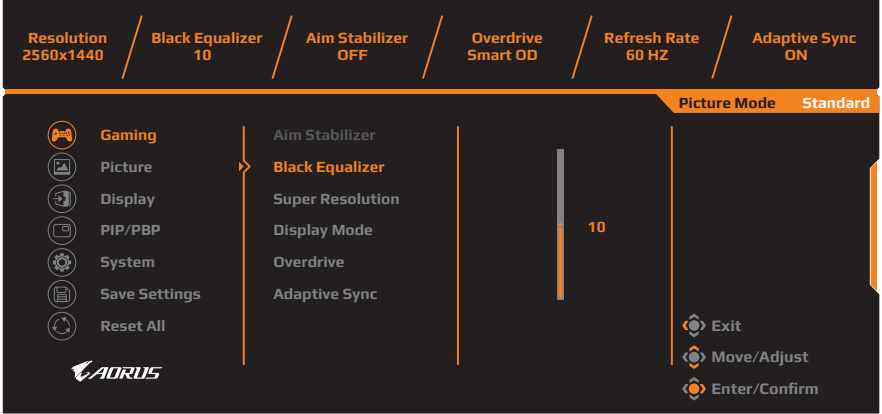 Resolution
2560x1440
Black Equalizer
10
Aim Stabilizer
OFF
Overdrive
Smart OD
Refresh Rate
60 HZ
Adaptive Sync
ON
Picture Mode Standard
Gaming
Picture
Display
PIP/PBP
System
Save Settings
Reset All
AORUS
Aim Stabilizer
Black Equalizer
Super Resolution
Display Mode
Overdrive
Adaptive Sync
10
Exit
Move/Adjust
Enter/Confirm